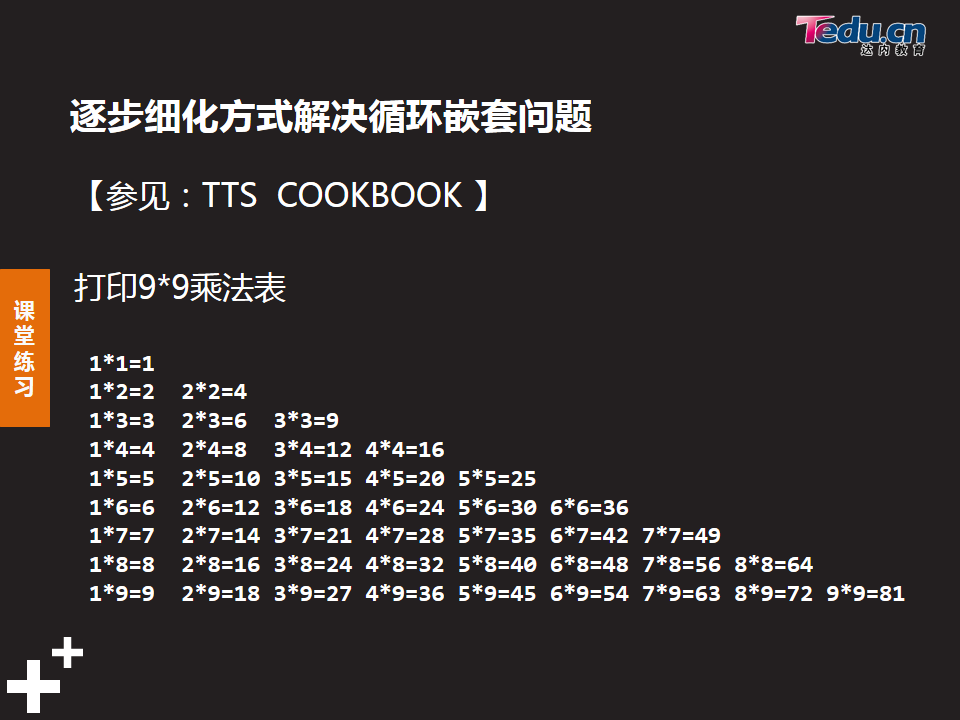 Tedu.cn
达内教育
逐步细化方式解决循环嵌套问题
【参见：TTS COOKBOOK 】
打印9*9乘法表
课堂练习
1*1=1
1*2=2 2*2=4
1*3=3 2*3=6 3*3=9
1*4=4 2*4=8 3*4=12 4*4=16
1*5=5 2*5=10 3*5=15 4*5=20 5*5=25
1*6=6 2*6=12 3*6=18 4*6=24 5*6=30 6*6=36
1*7=7 2*7=14 3*7=21 4*7=28 5*7=35 6*7=42 7*7=49
1*8=8 2*8=16 3*8=24 4*8=32 5*8=40 6*8=48 7*8=56 8*8=64
1*9=9 2*9=18 3*9=27 4*9=36 5*9=45 6*9=54 7*9=63 8*9=72 9*9=81